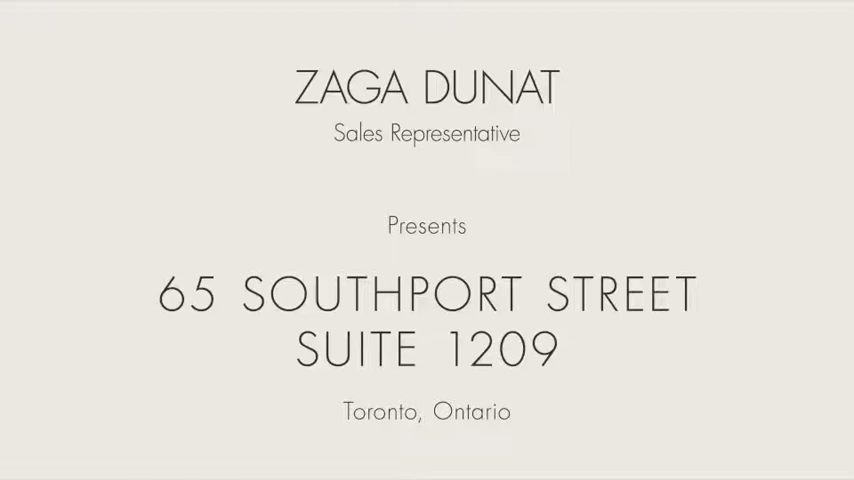 ZAGA DUNAT
Sales Representative
Presents
65 SOUTHPORT STREET
SUITE 1209
Toronto, Ontario